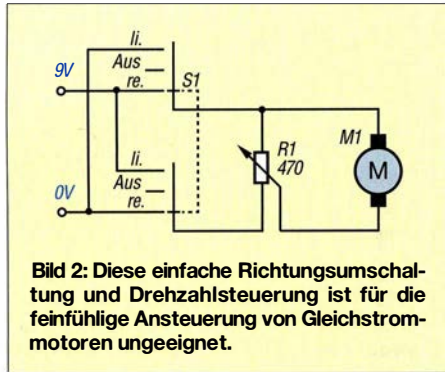 li.
Aus
re.
S1
9V
li.
Aus
re.
0V
R1
470
M1
M
Bild 2: Diese einfache Richtungsumschal-
tung und Drehzahlsteuerung ist für die
feinfühlige Ansteuerung von Gleichstrom-
motoren ungeeignet.